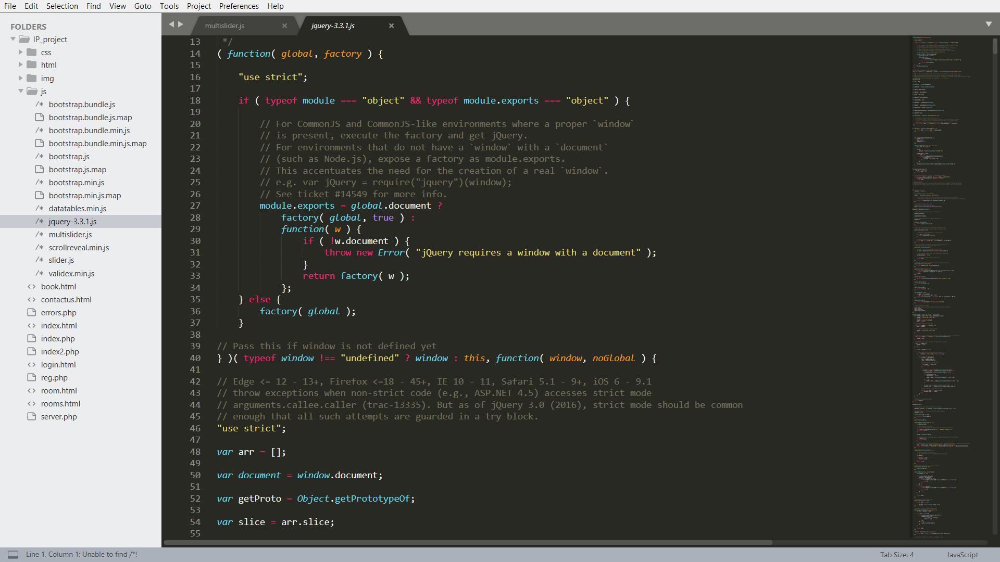 File Edit Selection Find View Goto Tools Project Preferences Help
FOLDERS
IP_project
css
html
img
js
/* bootstrap.bundle.js
bootstrap.bundle.js.map
/* bootstrap.bundle.min.js
bootstrap.bundle.min.js.map
/* bootstrap.js
bootstrap.js.map
/* bootstrap.min.js
bootstrap.min.js.map
/* datatables.min.js
/* jquery-3.3.1.js
/* multislider.js
/* scrollreveal.min.js
/* slider.js
/* validex.min.js
<> book.html
<> contactus.html
errors.php
<> index.html
index.php
index2.php
<> login.html
reg.php
<> room.html
<> rooms.html
server.php
multislider.js × jquery-3.3.1.js ×
13 */
14 ( function( global, factory ) {
15
16 "use strict";
17
18 if ( typeof module === "object" && typeof module.exports === "object" ) {
19
20 // For CommonJS and CommonJS-like environments where a proper `window`
21 // is present, execute the factory and get jQuery.
22 // For environments that do not have a `window` with a `document`
23 // (such as Node.js), expose a factory as module.exports.
24 // This accentuates the need for the creation of a real `window`.
25 // e.g. var jQuery = require("jquery")(window);
26 // See ticket #14549 for more info.
27 module.exports = global.document ?
28 factory( global, true ) :
29 function( w ) {
30 if ( !w.document ) {
31 throw new Error( "jQuery requires a window with a document" );
32 }
33 return factory( w );
34 };
35 } else {
36 factory( global );
37 }
38
39 // Pass this if window is not defined yet
40 } )( typeof window !== "undefined" ? window : this, function( window, noGlobal ) {
41
42 // Edge <= 12 - 13+, Firefox <=18 - 45+, IE 10 - 11, Safari 5.1 - 9+, iOS 6 - 9.1
43 // throw exceptions when non-strict code (e.g., ASP.NET 4.5) accesses strict mode
44 // arguments.callee.caller (trac-13335). But as of jQuery 3.0 (2016), strict mode should be common
45 // enough that all such attempts are guarded in a try block.
46 "use strict";
47
48 var arr = [];
49
50 var document = window.document;
51
52 var getProto = Object.getPrototypeOf;
53
54 var slice = arr.slice;
55
Line 1, Column 1; Unable to find /*! Tab Size: 4 JavaScript